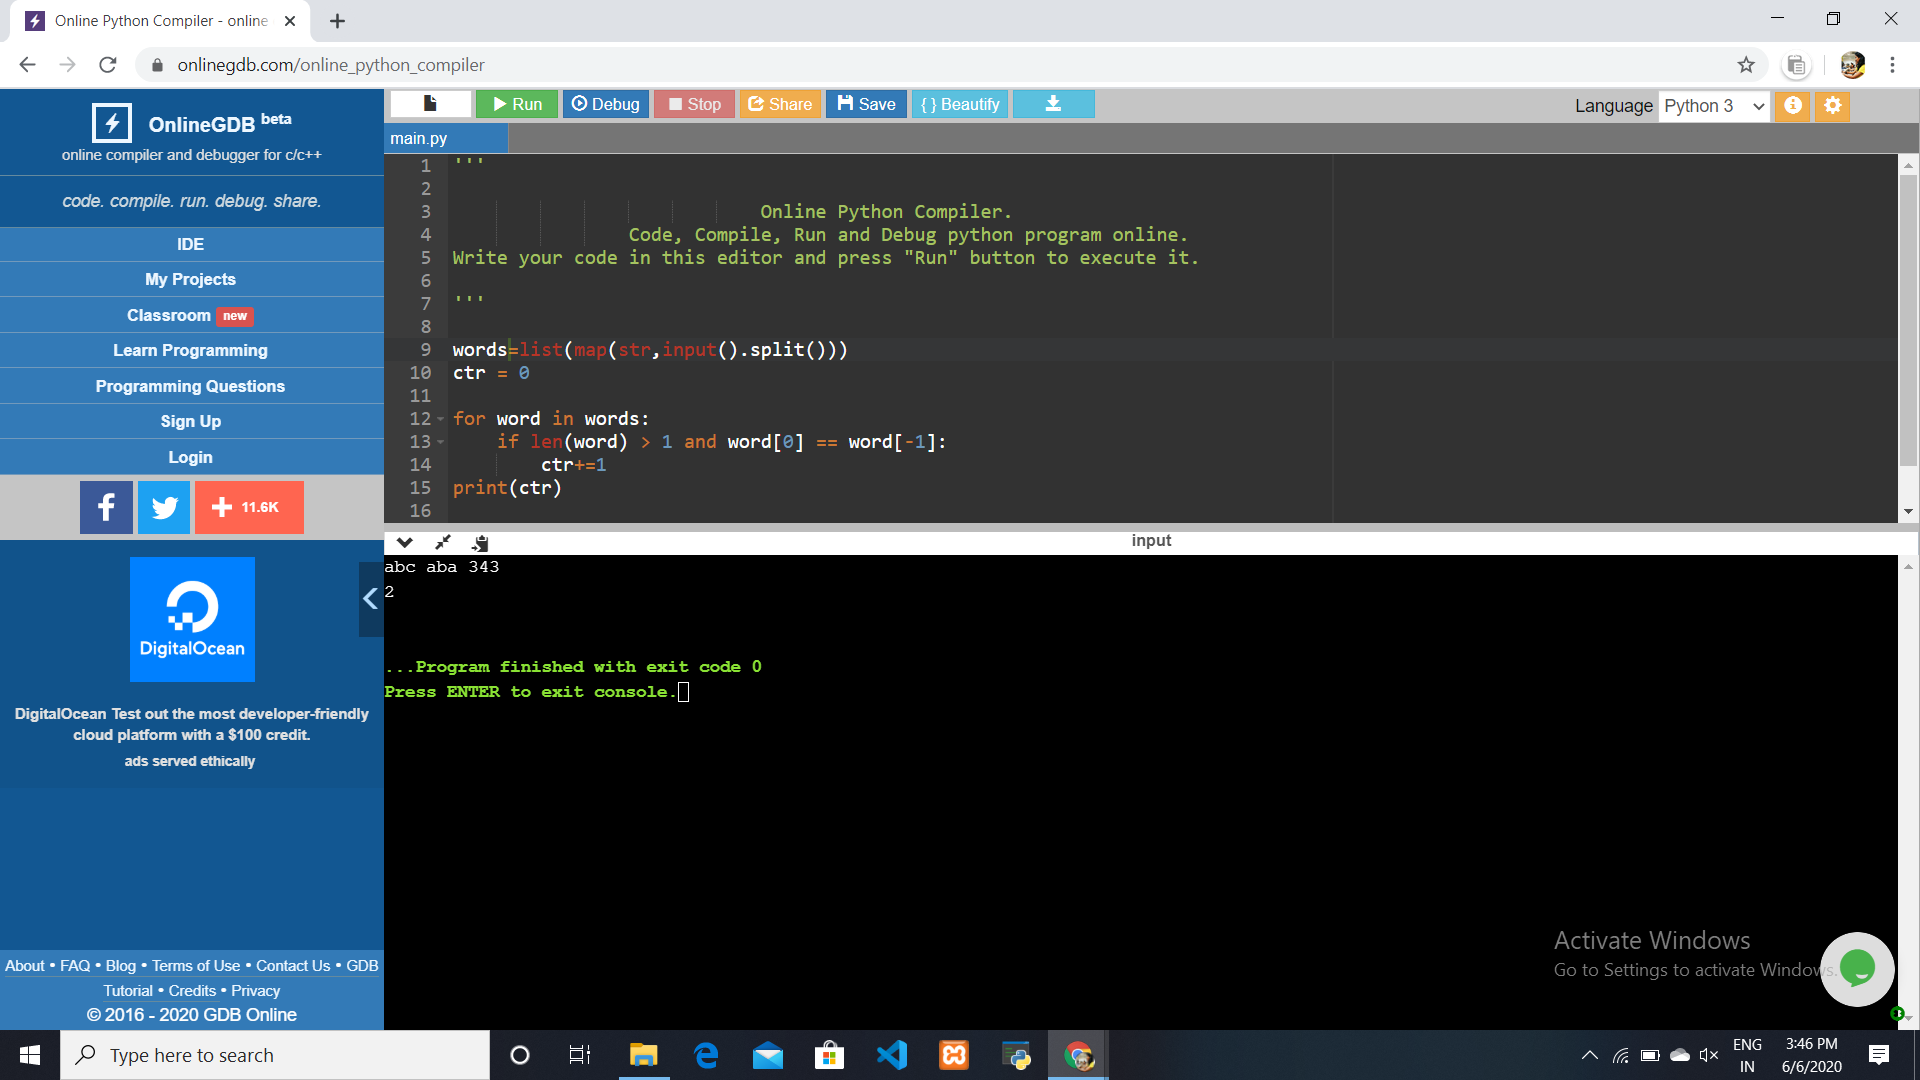 Online Python Compiler - online
onlinegdb.com/online_python_compiler
OnlineGDB beta
online compiler and debugger for c/c++
code. compile. run. debug. share.
IDE
My Projects
Classroom new
Learn Programming
Programming Questions
Sign Up
Login
11.6K
DigitalOcean
DigitalOcean Test out the most developer-friendly
cloud platform with a $100 credit.
ads served ethically
About • FAQ • Blog • Terms of Use • Contact Us • GDB
Tutorial • Credits • Privacy
© 2016 - 2020 GDB Online
Run Debug Stop Share Save { } Beautify
Language Python 3
main.py
1 '''
2
3 Online Python Compiler.
4 Code, Compile, Run and Debug python program online.
5 Write your code in this editor and press "Run" button to execute it.
6
7 '''
8
9 words=list(map(str,input().split()))
10 ctr = 0
11
12 for word in words:
13     if len(word) > 1 and word[0] == word[-1]:
14         ctr+=1
15 print(ctr)
16
input
abc aba 343
2
...Program finished with exit code 0
Press ENTER to exit console.
Activate Windows
Go to Settings to activate Windows.
Type here to search
ENG
IN
3:46 PM
6/6/2020